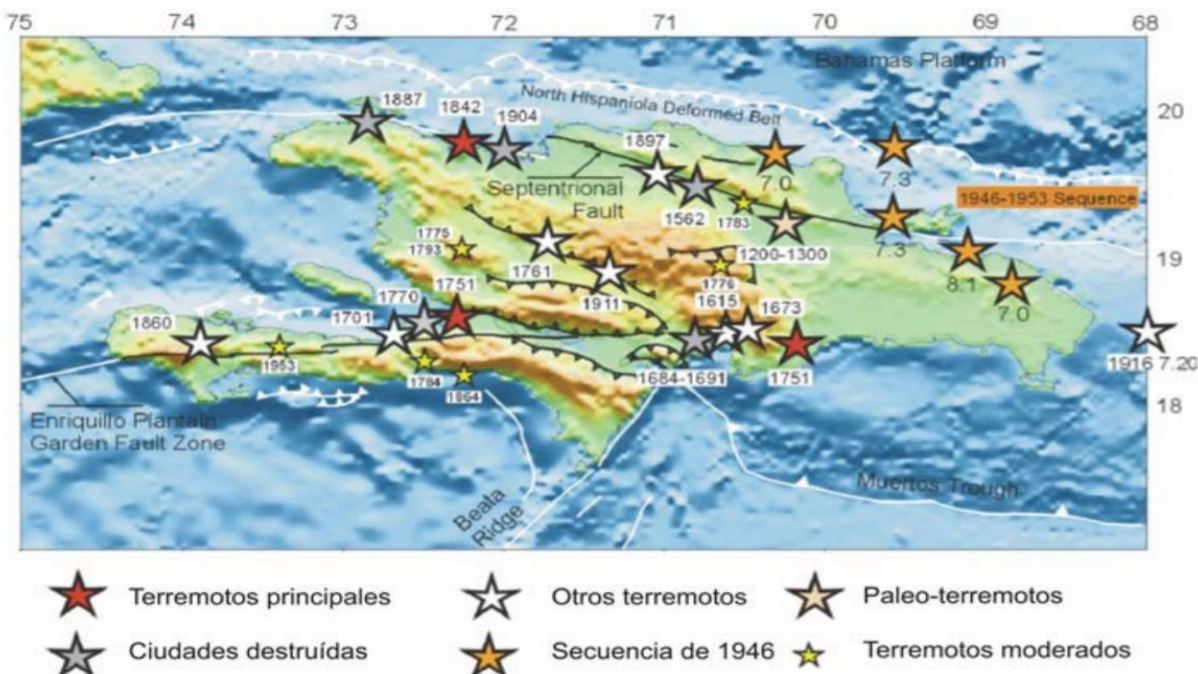 75 73 72 71 70 69 68
74
Bahamas Platform
1887
1842
1904
North Hispaniola Deformed Belt
20
1897
7.0
7.3
Septentrional
Fault
1562
1783
1946-1953 Sequence
1775
1793
1761
1200-1300
7.3
19
1911
1776
8.1
7.0
1770
1751
1615
1673
1860
1701
1953
1784
1864
1684-1691
1751
1916 7.20
18
Enriquillo Plantain
Garden Fault Zone
Beata
Ridge
Muertos Trough
Terremotos principales
Otros terremotos
Paleo-terremotos
Ciudades destruídas
Secuencia de 1946
Terremotos moderados